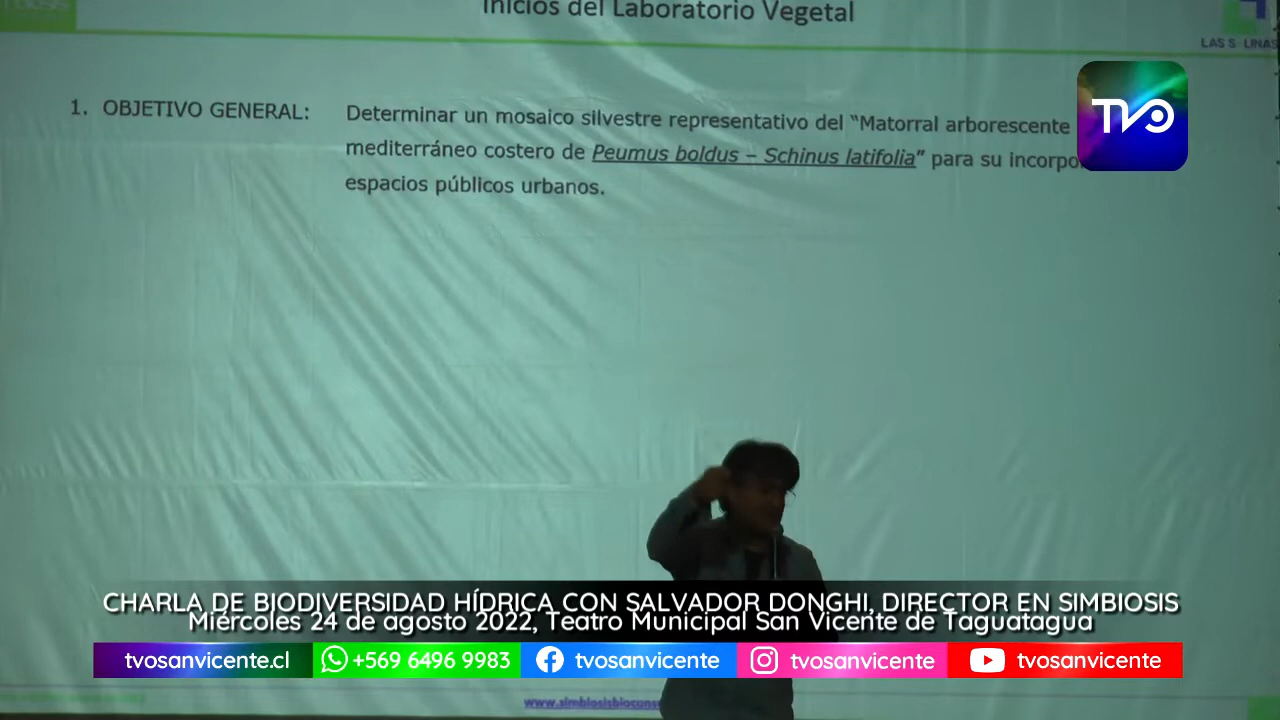 Inicios del Laboratorio Vegetal
LAS S LINAS
1. OBJETIVO GENERAL: Determinar un mosaico silvestre representativo del “Matorral arborescente
mediterráneo costero de Peumus boldus – Schinus latifolia” para su
espacios públicos urbanos.
TVO
CHARLA DE BIODIVERSIDAD HÍDRICA CON SALVADOR DONGHI, DIRECTOR EN SIMBIOSIS
Miércoles 24 de agosto 2022, Teatro Municipal San Vicente de Taguatagua
tvosanvicente.cl +569 6496 9983 tvosanvicente tvosanvicente tvosanvicente